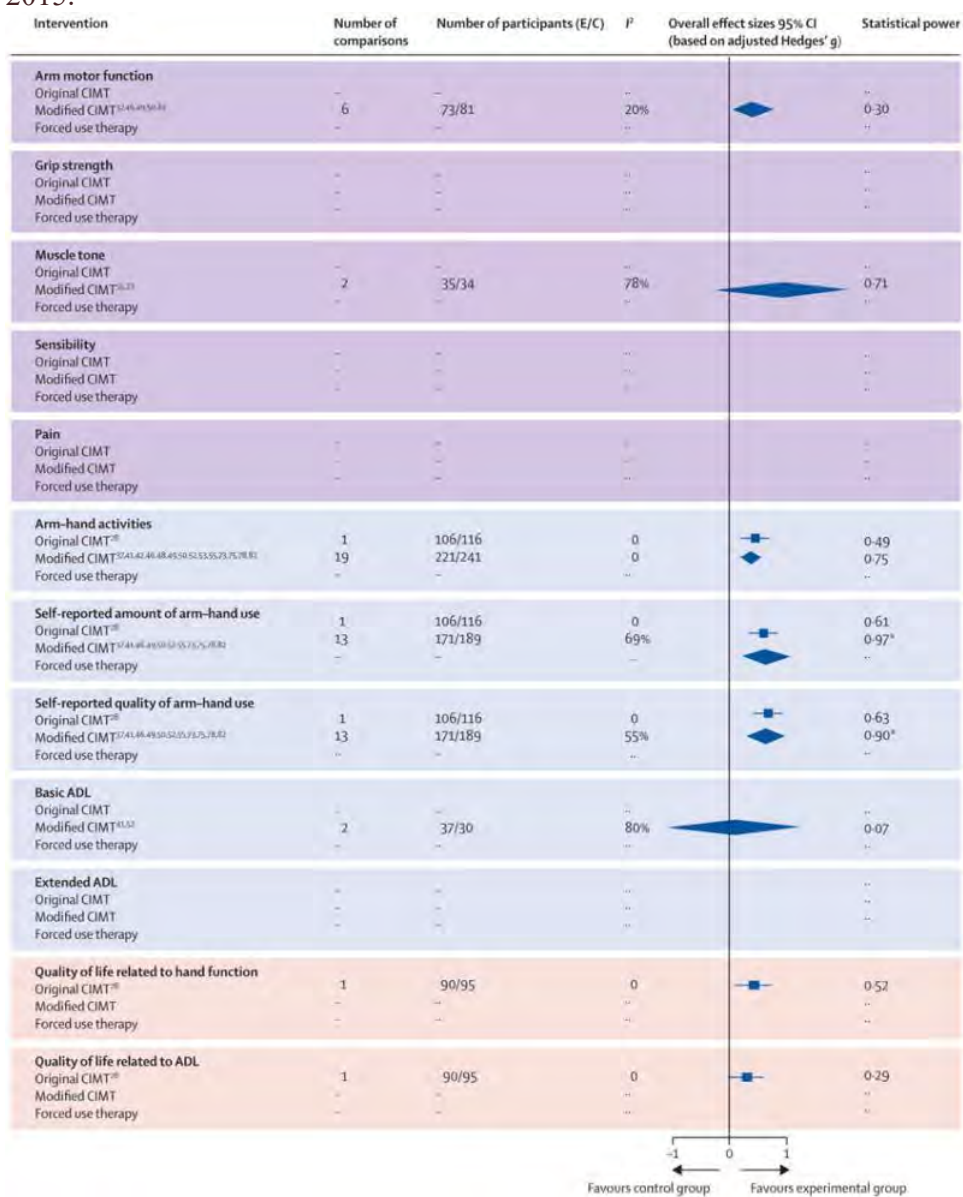 2015.
Intervention Number of comparisons Number of participants (E/C) I² Overall effect sizes 95% CI (based on adjusted Hedges' g) Statistical power
Arm motor function
Original CIMT .. .. .. ..
Modified CIMT 6 73/81 20% 0·30
Forced use therapy .. .. .. ..
Grip strength
Original CIMT .. .. .. ..
Modified CIMT .. .. .. ..
Forced use therapy .. .. .. ..
Muscle tone
Original CIMT .. .. .. ..
Modified CIMT 2 35/34 78% 0·71
Forced use therapy .. .. .. ..
Sensibility
Original CIMT .. .. .. ..
Modified CIMT .. .. .. ..
Forced use therapy .. .. .. ..
Pain
Original CIMT .. .. .. ..
Modified CIMT .. .. .. ..
Forced use therapy .. .. .. ..
Arm–hand activities
Original CIMT²⁸ 1 106/116 0 0·49
Modified CIMT 19 221/241 0 0·75
Forced use therapy .. .. .. ..
Self-reported amount of arm–hand use
Original CIMT²⁸ 1 106/116 0 0·61
Modified CIMT 13 171/189 69% 0·97*
Forced use therapy .. .. .. ..
Self-reported quality of arm–hand use
Original CIMT²⁸ 1 106/116 0 0·63
Modified CIMT 13 171/189 55% 0·90*
Forced use therapy .. .. .. ..
Basic ADL
Original CIMT .. .. .. ..
Modified CIMT 2 37/30 80% 0·07
Forced use therapy .. .. .. ..
Extended ADL
Original CIMT .. .. .. ..
Modified CIMT .. .. .. ..
Forced use therapy .. .. .. ..
Quality of life related to hand function
Original CIMT²⁸ 1 90/95 0 0·52
Modified CIMT .. .. .. ..
Forced use therapy .. .. .. ..
Quality of life related to ADL
Original CIMT²⁸ 1 90/95 0 0·29
Modified CIMT .. .. .. ..
Forced use therapy .. .. .. ..
-1 0 1
Favours control group Favours experimental group